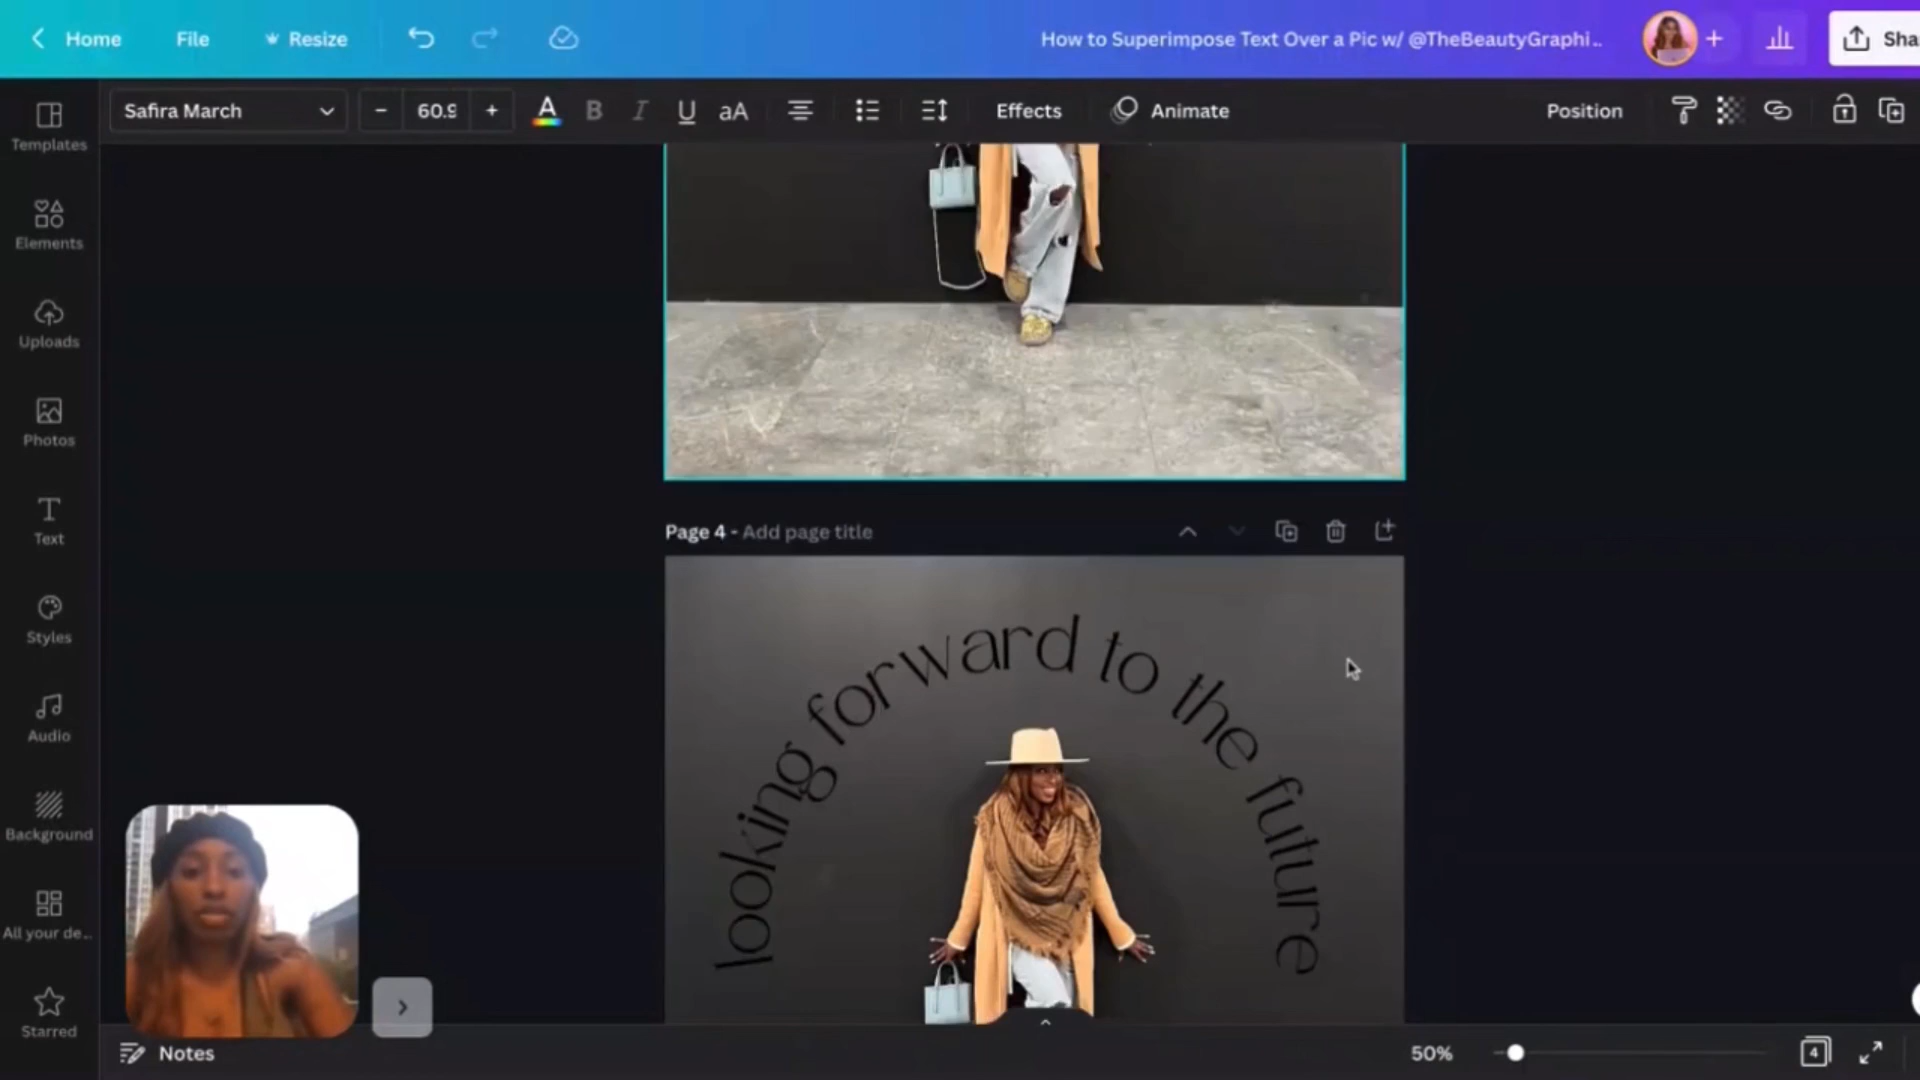 Home
File
Resize
How to Superimpose Text Over a Pic w/ @TheBeautyGraphi..
Sha
Safira March
60.9
aA
Effects
Animate
Position
Templates
Elements
Uploads
Photos
Text
Styles
Audio
Background
All your de...
Starred
Page 4 - Add page title
looking forward to the future
Notes
50%
4